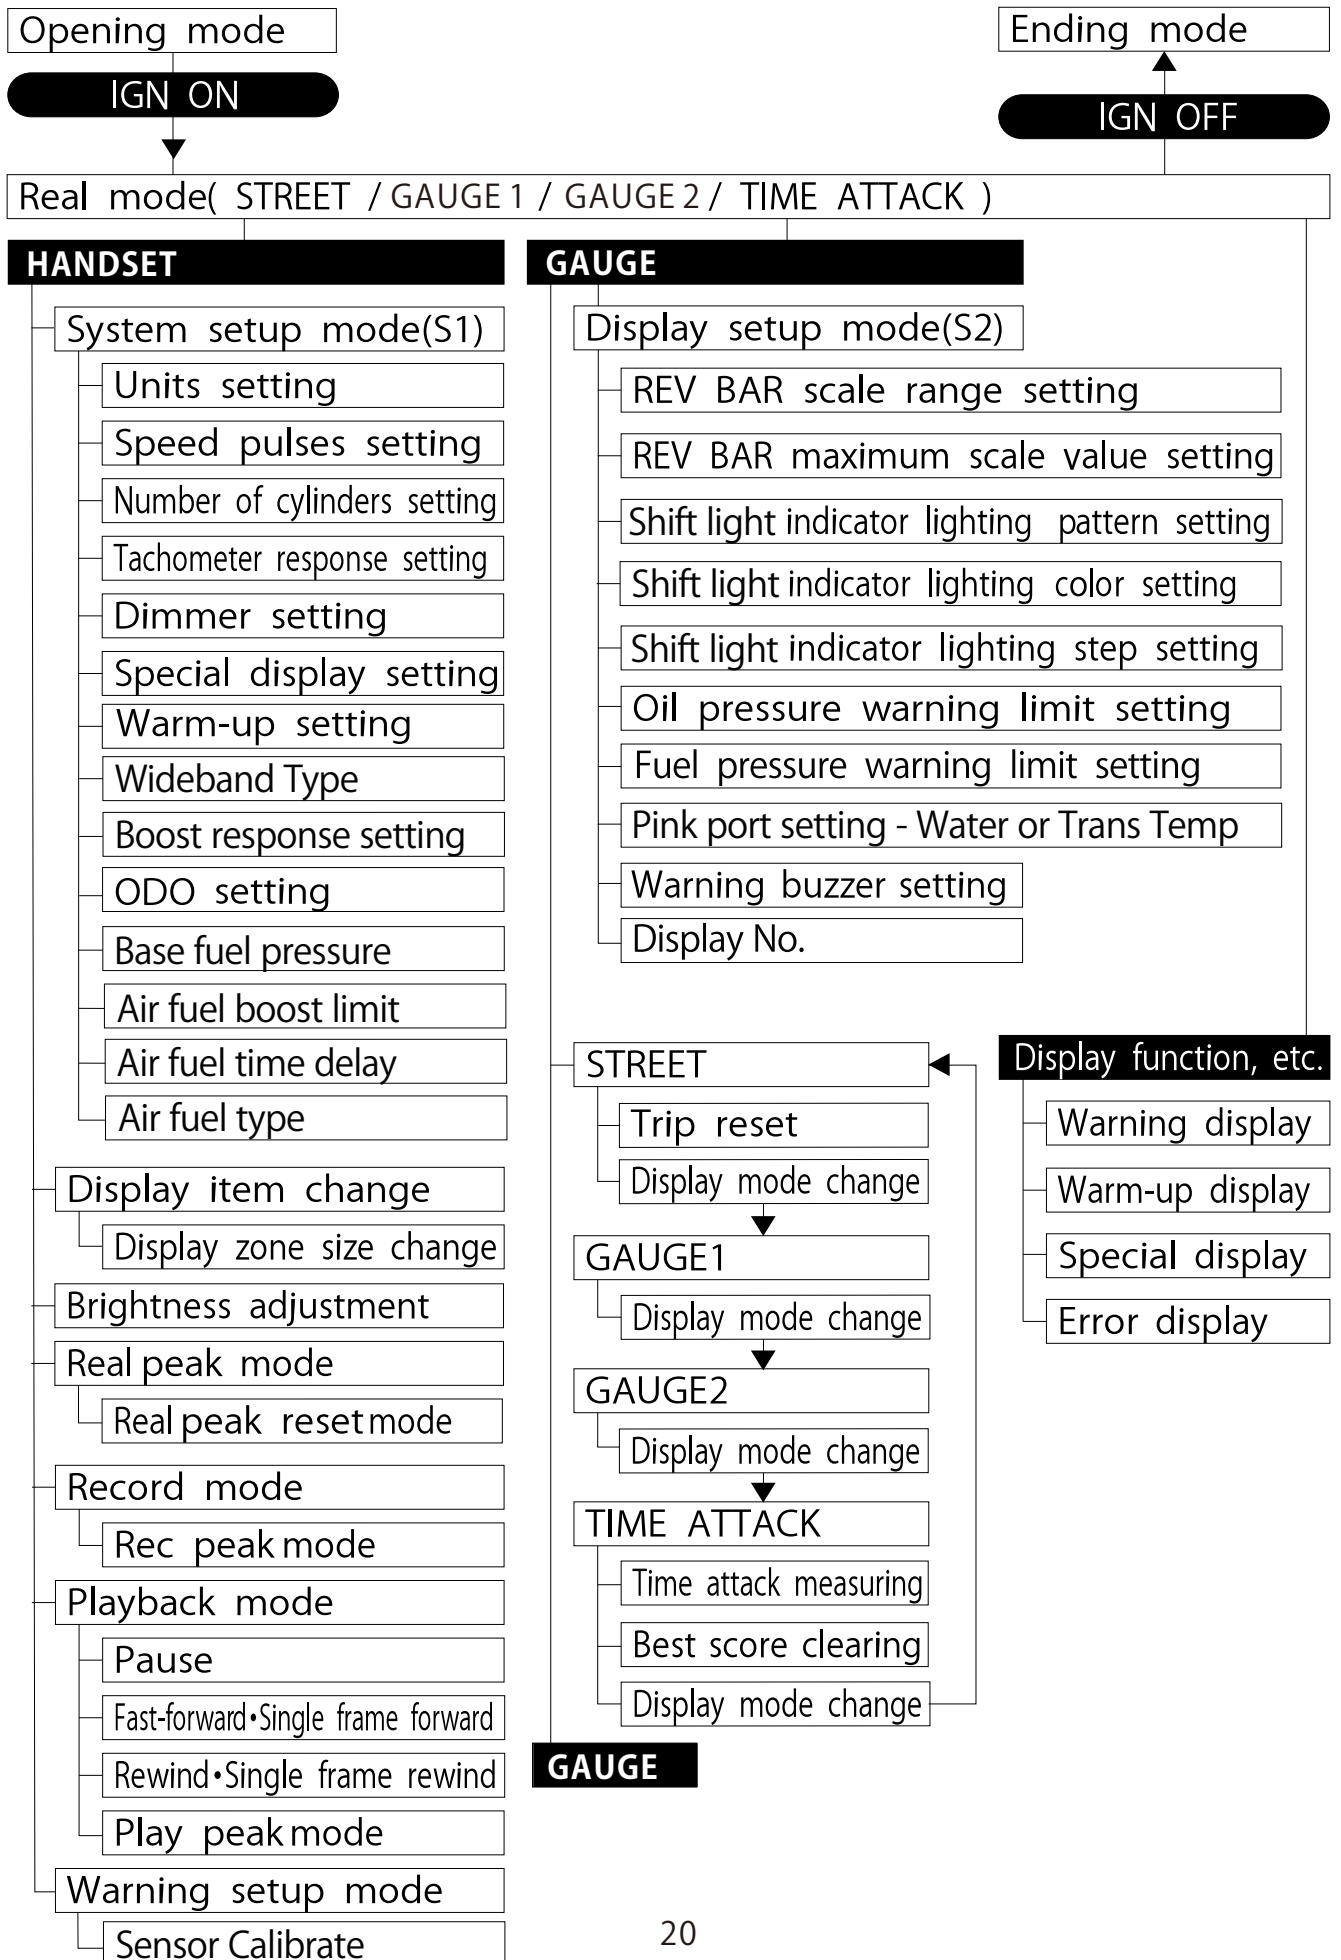 Opening mode
IGN ON
Ending mode
IGN OFF
Real mode( STREET / GAUGE 1 / GAUGE 2 / TIME ATTACK )
HANDSET
System setup mode(S1)
Units setting
Speed pulses setting
Number of cylinders setting
Tachometer response setting
Dimmer setting
Special display setting
Warm-up setting
Wideband Type
Boost response setting
ODO setting
Base fuel pressure
Air fuel boost limit
Air fuel time delay
Air fuel type
Display item change
Display zone size change
Brightness adjustment
Real peak mode
Real peak reset mode
Record mode
Rec peak mode
Playback mode
Pause
Fast-forward•Single frame forward
Rewind•Single frame rewind
Play peak mode
Warning setup mode
Sensor Calibrate
GAUGE
Display setup mode(S2)
REV BAR scale range setting
REV BAR maximum scale value setting
Shift light indicator lighting pattern setting
Shift light indicator lighting color setting
Shift light indicator lighting step setting
Oil pressure warning limit setting
Fuel pressure warning limit setting
Pink port setting - Water or Trans Temp
Warning buzzer setting
Display No.
STREET
Trip reset
Display mode change
GAUGE1
Display mode change
GAUGE2
Display mode change
TIME ATTACK
Time attack measuring
Best score clearing
Display mode change
GAUGE
Display function, etc.
Warning display
Warm-up display
Special display
Error display
20